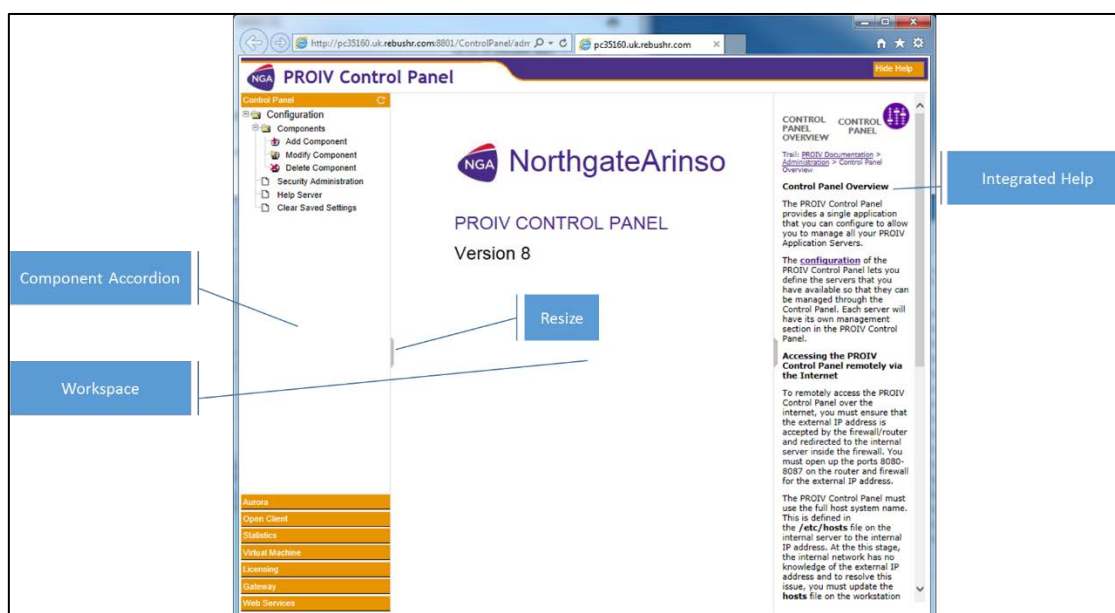 http://pc35160.uk.rebushr.com:8801/ControlPanel/adm
pc35160.uk.rebushr.com
NGA PROIV Control Panel
Hide Help
Control Panel
Configuration
Components
Add Component
Modify Component
Delete Component
Security Administration
Help Server
Clear Saved Settings
Component Accordion
Workspace
Aurora
Open Client
Statistics
Virtual Machine
Licensing
Gateway
Web Services
NGA NorthgateArinso
PROIV CONTROL PANEL
Version 8
Resize
CONTROL
PANEL
OVERVIEW
CONTROL
PANEL
Trail: PROIV Documentation >
Administration > Control Panel
Overview
Control Panel Overview
The PROIV Control Panel
provides a single application
that you can configure to allow
you to manage all your PROIV
Application Servers.
The configuration of the
PROIV Control Panel lets you
define the servers that you
have available so that they can
be managed through the
Control Panel. Each server will
have its own management
section in the PROIV Control
Panel.
Accessing the PROIV
Control Panel remotely via
the Internet
To remotely access the PROIV
Control Panel over the
internet, you must ensure that
the external IP address is
accepted by the firewall/router
and redirected to the internal
server inside the firewall. You
must open up the ports 8080-
8087 on the router and firewall
for the external IP address.
The PROIV Control Panel must
use the full host system name.
This is defined in
the /etc/hosts file on the
internal server to the internal
IP address. At the this stage,
the internal network has no
knowledge of the external IP
address and to resolve this
issue, you must update the
hosts file on the workstation
Integrated Help